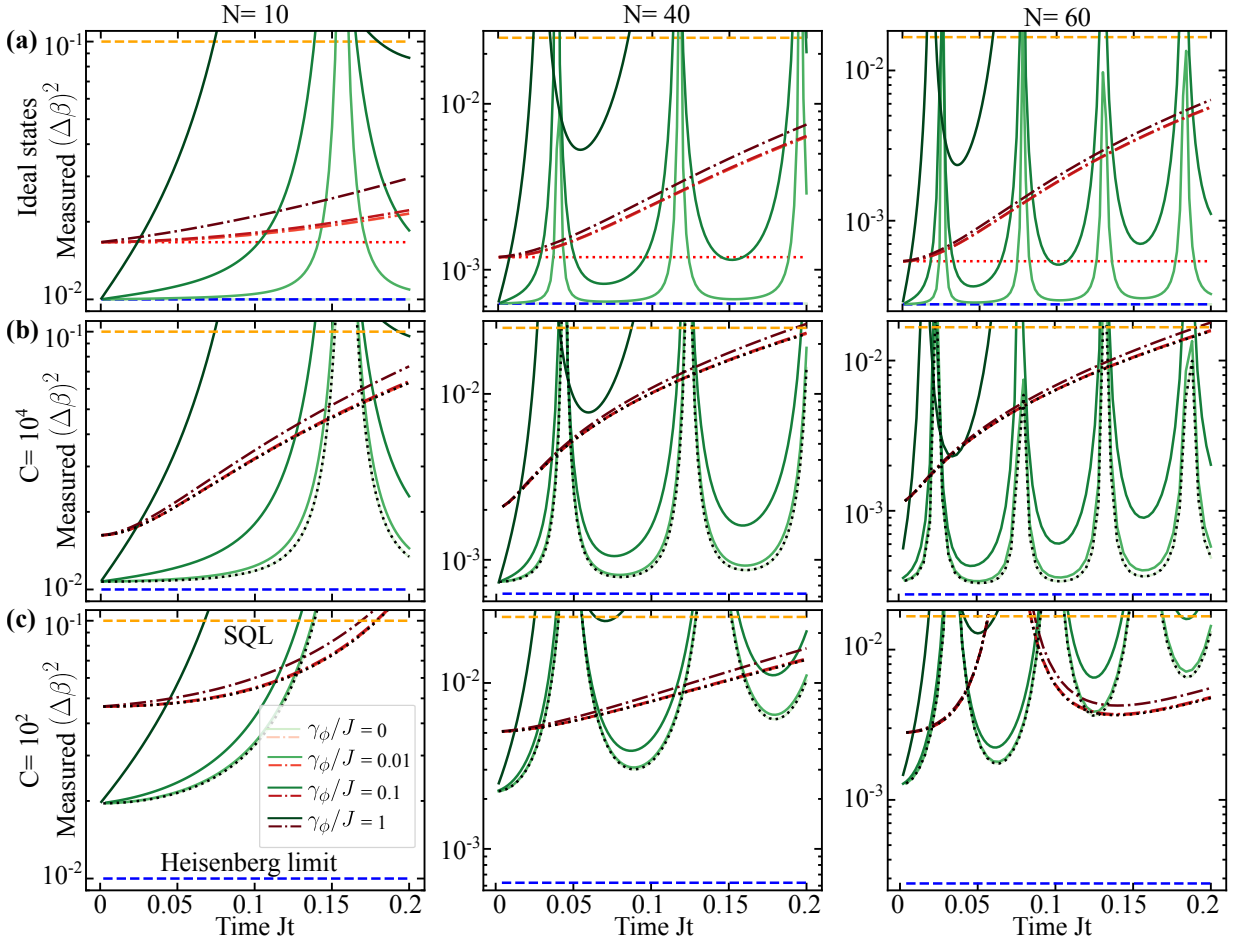 N= 10
N= 40
N= 60
(a)
Ideal states
Measured (Δβ)²
10⁻¹
10⁻²
10⁻²
10⁻³
10⁻²
10⁻³
(b)
C= 10⁴
Measured (Δβ)²
10⁻¹
10⁻²
10⁻²
10⁻³
10⁻²
10⁻³
(c)
C= 10²
Measured (Δβ)²
10⁻¹
10⁻²
SQL
γ_ϕ/J = 0
γ_ϕ/J = 0.01
γ_ϕ/J = 0.1
γ_ϕ/J = 1
Heisenberg limit
10⁻²
10⁻³
10⁻²
10⁻³
0 0.05 0.1 0.15 0.2
Time Jt
0 0.05 0.1 0.15 0.2
Time Jt
0 0.05 0.1 0.15 0.2
Time Jt